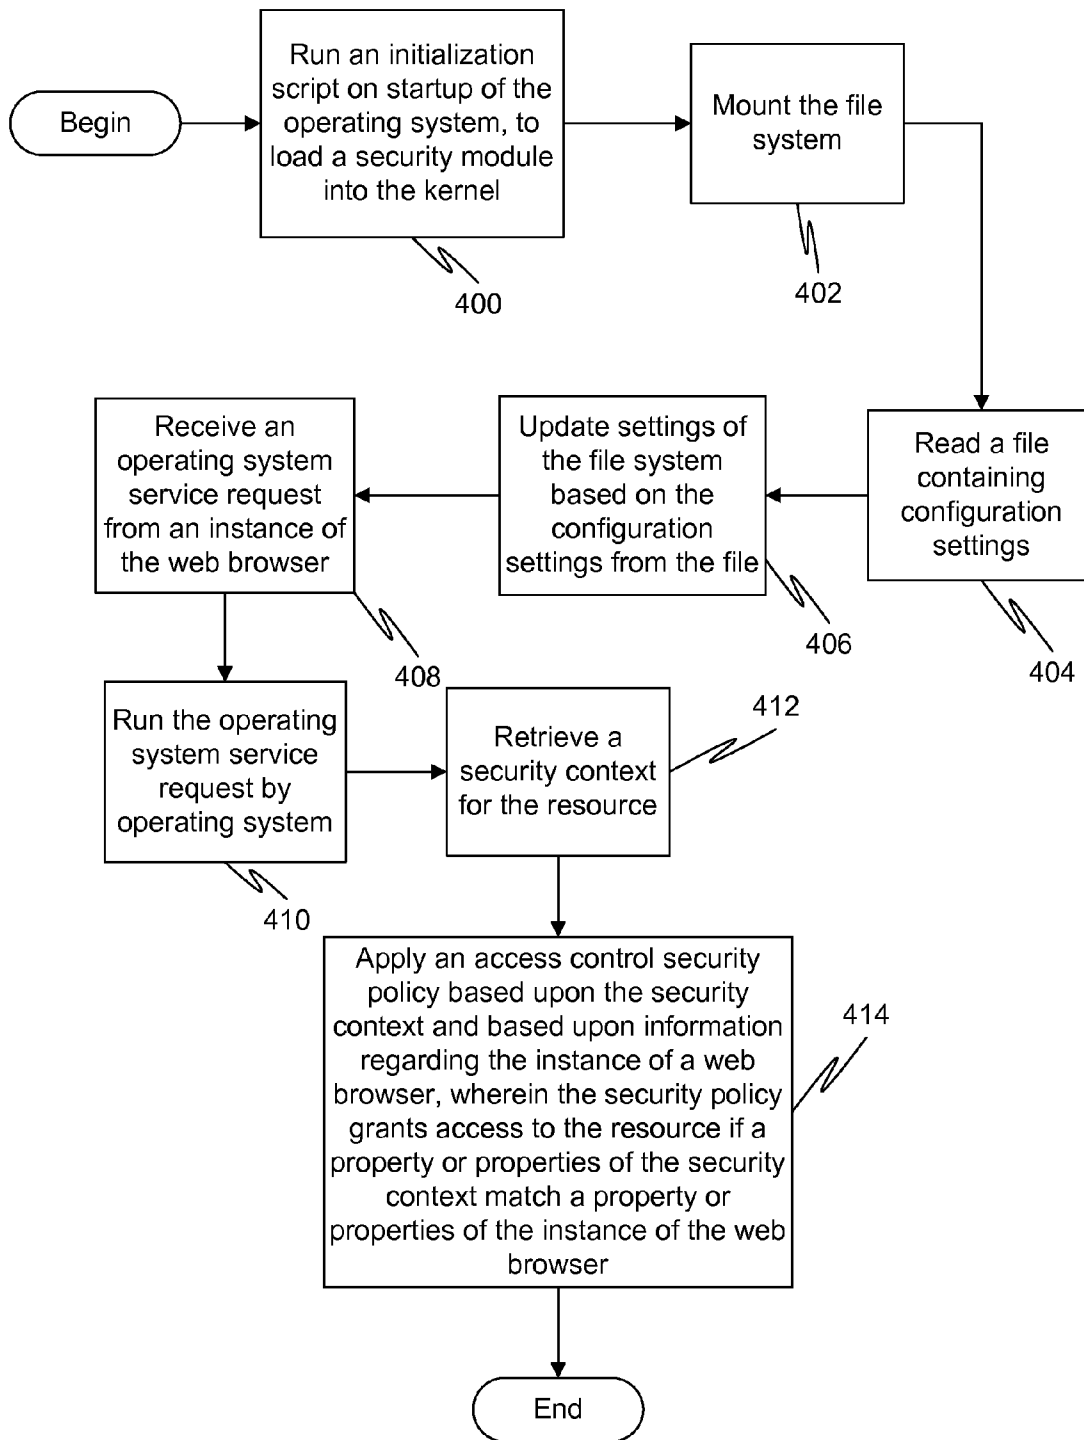 Begin
Run an initialization
script on startup of the
operating system, to
load a security module
into the kernel
400
Mount the file
system
402
Read a file
containing
configuration
settings
404
Update settings of
the file system
based on the
configuration
settings from the file
406
Receive an
operating system
service request
from an instance of
the web browser
408
Run the operating
system service
request by
operating system
410
Retrieve a
security context
for the resource
412
Apply an access control security
policy based upon the security
context and based upon information
regarding the instance of a web
browser, wherein the security policy
grants access to the resource if a
property or properties of the security
context match a property or
properties of the instance of the web
browser
414
End